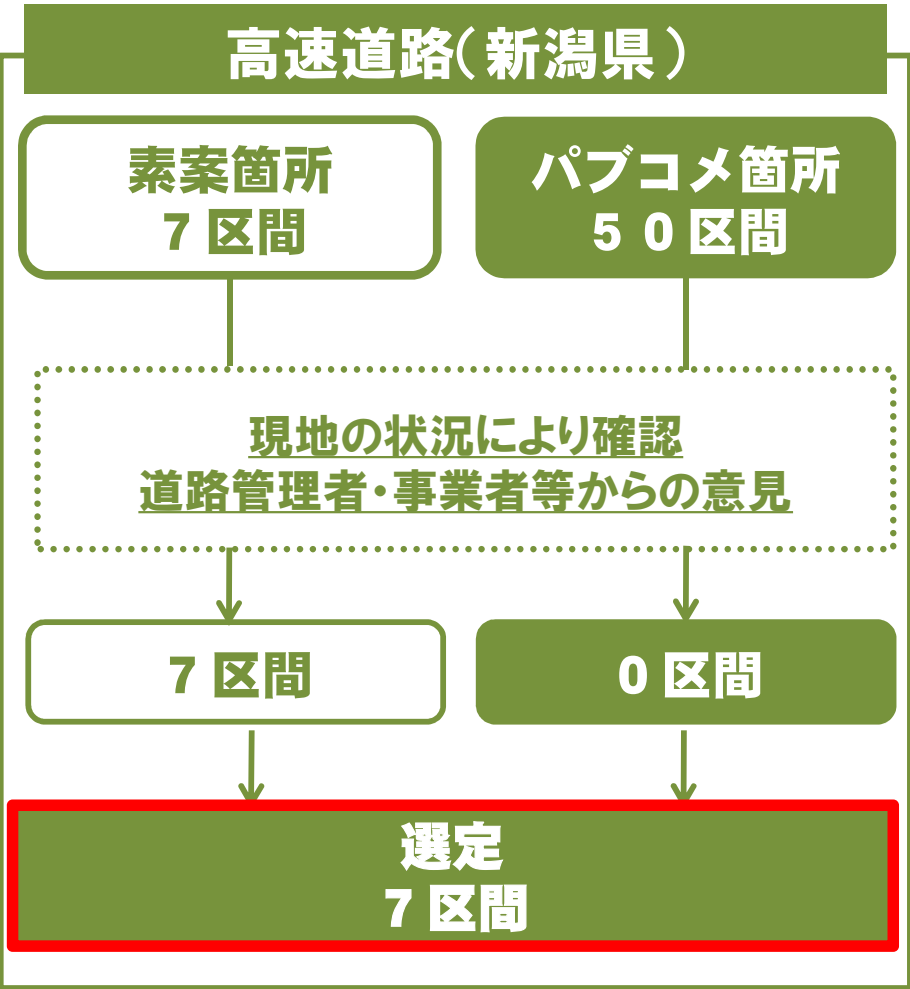 高速道路(新潟県)
素案箇所
7区間
パブコメ箇所
50区間
現地の状況により確認
道路管理者・事業者等からの意見
7区間
0区間
選定
7区間